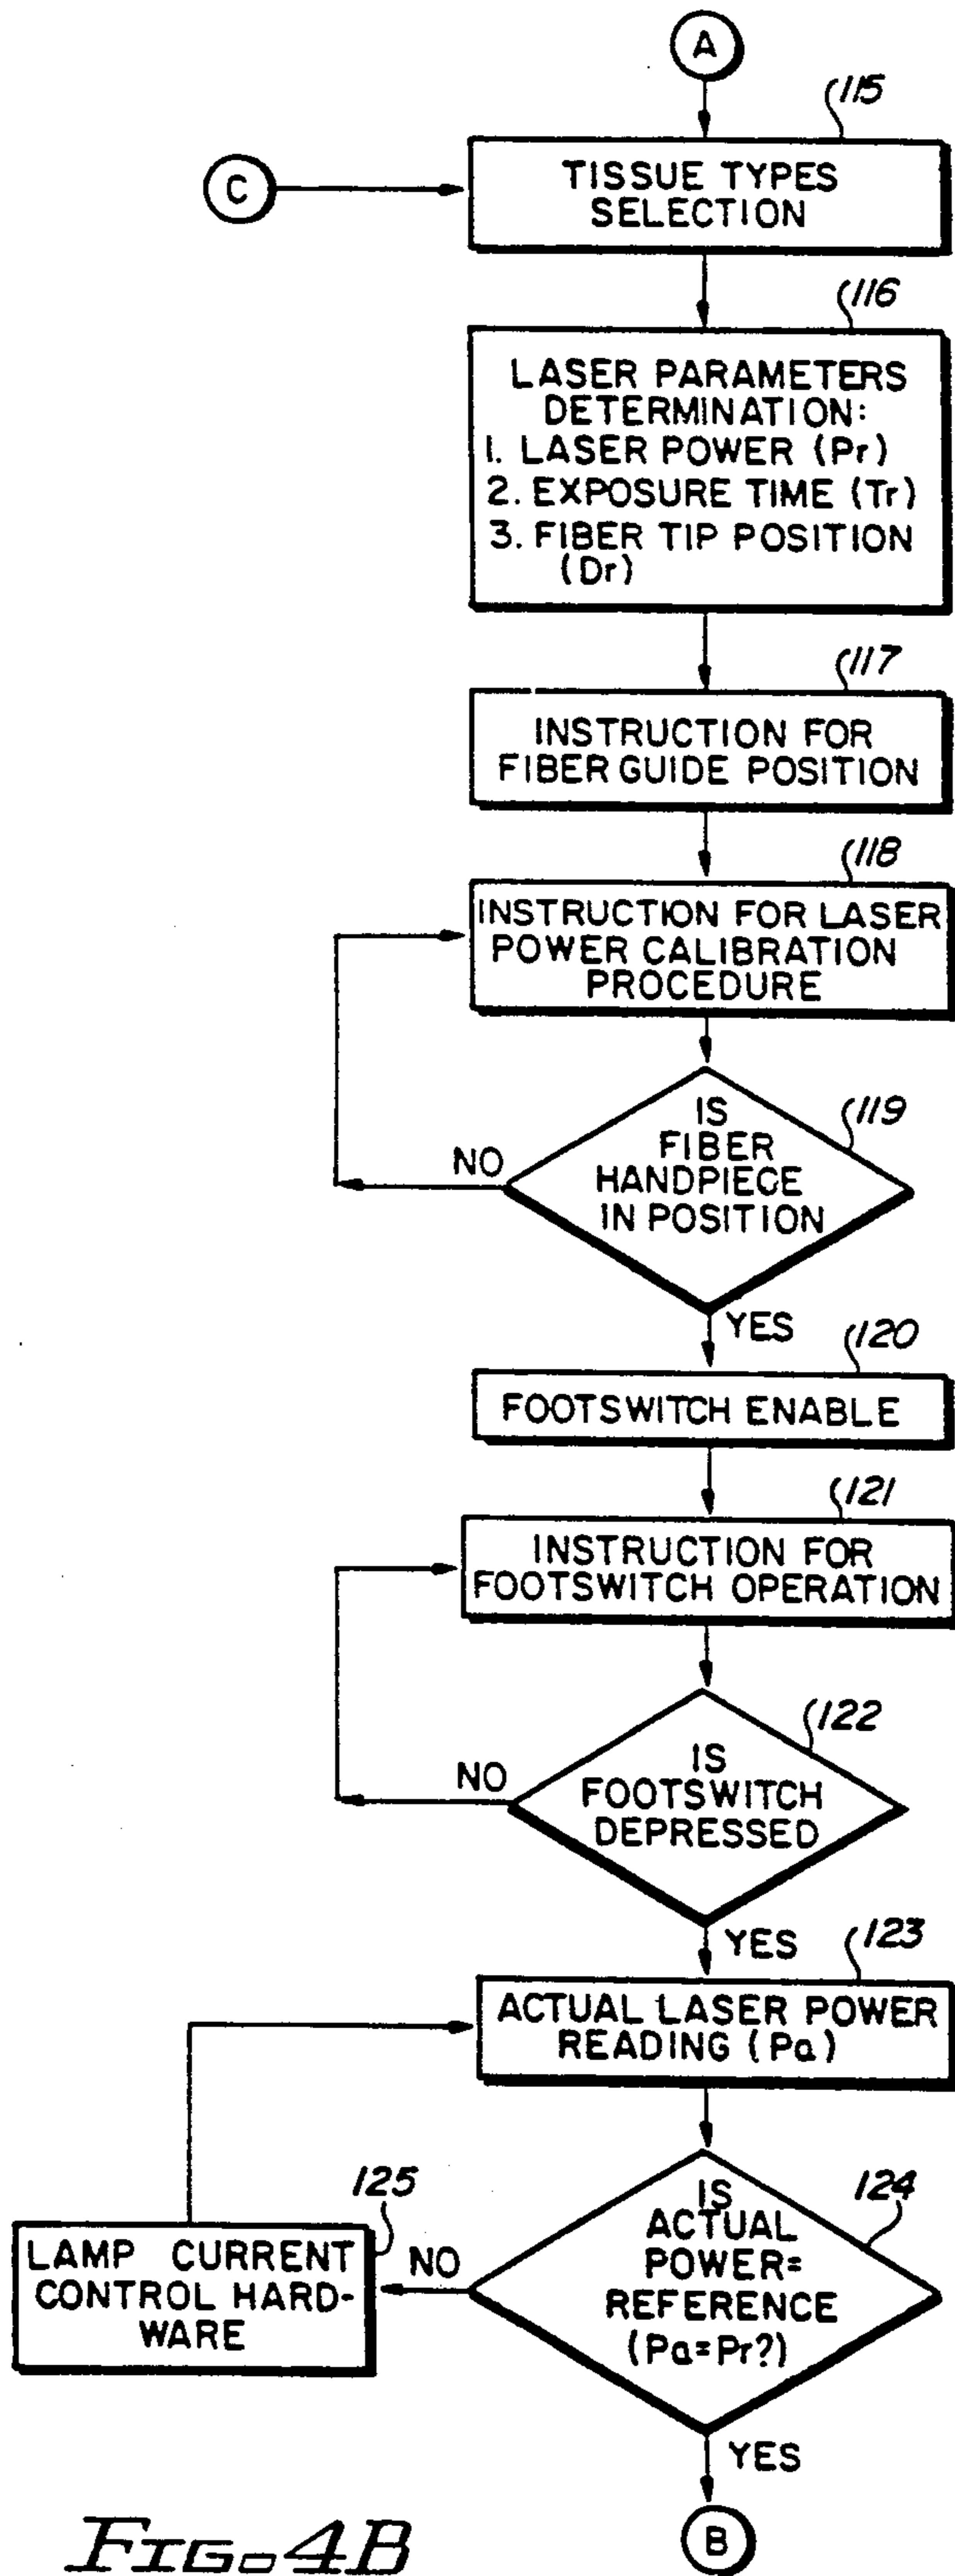 A
115
C
TISSUE TYPES
SELECTION
116
LASER PARAMETERS
DETERMINATION:
1. LASER POWER (Pr)
2. EXPOSURE TIME (Tr)
3. FIBER TIP POSITION
(Dr)
117
INSTRUCTION FOR
FIBER GUIDE POSITION
118
INSTRUCTION FOR LASER
POWER CALIBRATION
PROCEDURE
119
IS
FIBER
HANDPIECE
IN POSITION
NO
YES
120
FOOTSWITCH ENABLE
121
INSTRUCTION FOR
FOOTSWITCH OPERATION
122
IS
FOOTSWITCH
DEPRESSED
NO
YES
123
ACTUAL LASER POWER
READING (Pa)
124
IS
ACTUAL
POWER=
REFERENCE
(Pa=Pr?)
NO
125
LAMP CURRENT
CONTROL HARD-
WARE
YES
B
FIG. 4B